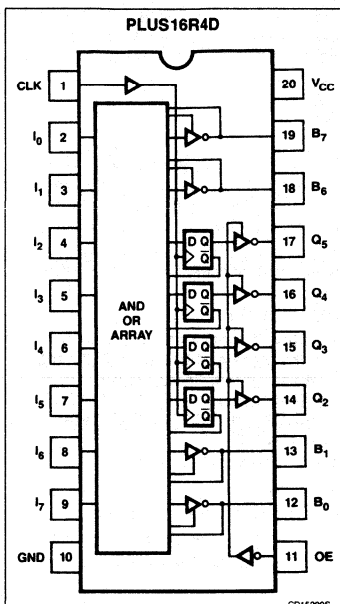 PLUS16R4D
CLK 1 20 VCC
I0 2 19 B7
I1 3 18 B6
I2 4 D Q Q̅ 17 Q5
I3 5 D Q Q̅ 16 Q4
AND
OR
ARRAY
I4 6 D Q Q̅ 15 Q3
I5 7 D Q Q̅ 14 Q2
I6 8 13 B1
I7 9 12 B0
GND 10 11 OE